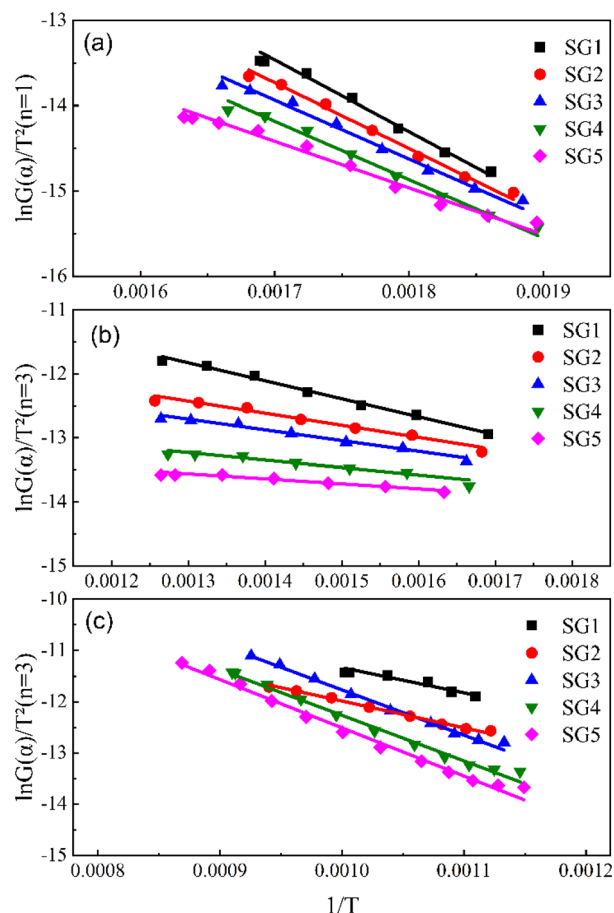 (a)
SG1
SG2
SG3
SG4
SG5
lnG(α)/T²(n=1)
-13
-14
-15
-16
0.0016
0.0017
0.0018
0.0019
(b)
SG1
SG2
SG3
SG4
SG5
lnG(α)/T²(n=3)
-11
-12
-13
-14
-15
0.0012
0.0013
0.0014
0.0015
0.0016
0.0017
0.0018
(c)
SG1
SG2
SG3
SG4
SG5
lnG(α)/T²(n=3)
-10
-11
-12
-13
-14
-15
0.0008
0.0009
0.0010
0.0011
0.0012
1/T